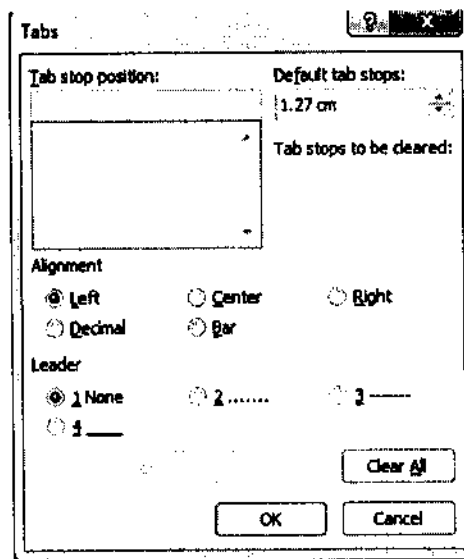 Tabs ?
Tab stop position: Default tab stops:
1.27 cm
Tab stops to be cleared:
Alignment
Left Center Right
Decimal Bar
Leader
1 None 2 ....... 3 -------
4 ____
Clear All
OK Cancel